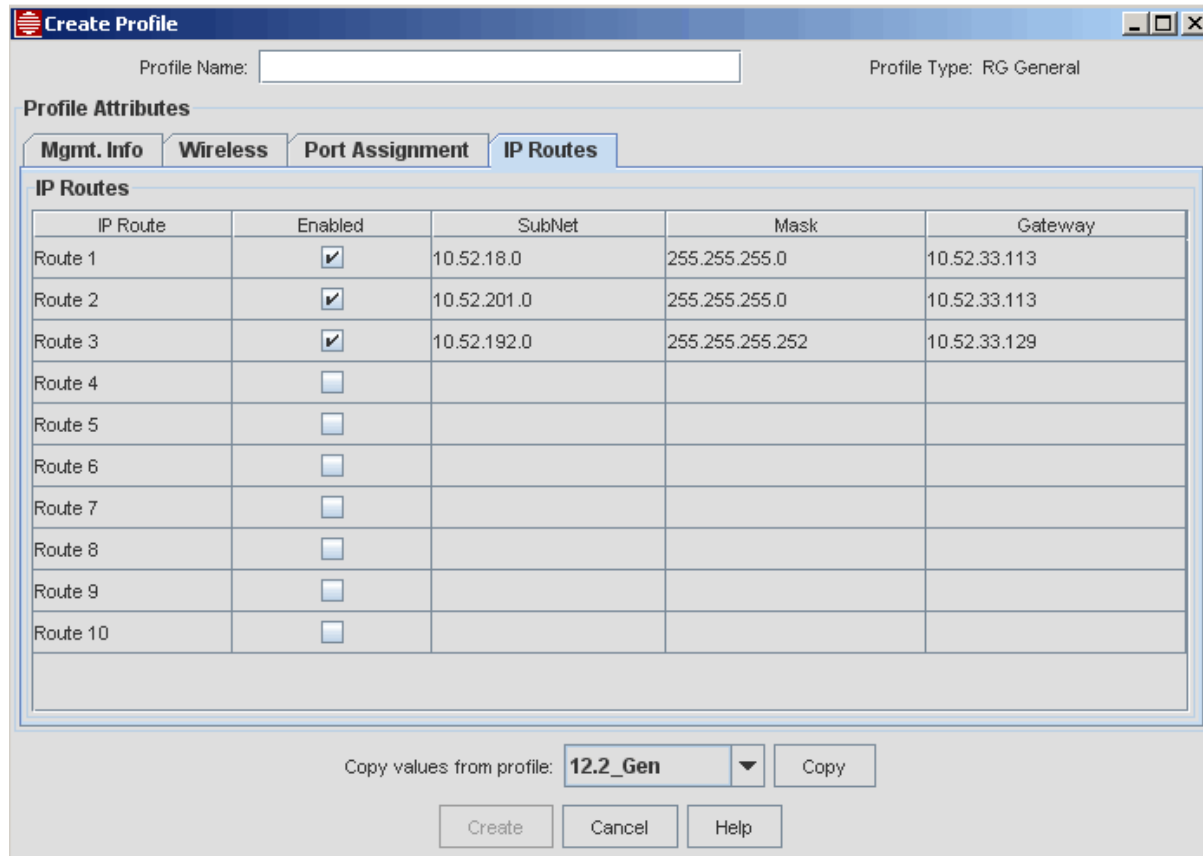 Create Profile
Profile Name: Profile Type: RG General
Profile Attributes
Mgmt. Info Wireless Port Assignment IP Routes
IP Routes
IP Route Enabled SubNet Mask Gateway
Route 1 10.52.18.0 255.255.255.0 10.52.33.113
Route 2 10.52.201.0 255.255.255.0 10.52.33.113
Route 3 10.52.192.0 255.255.255.252 10.52.33.129
Route 4
Route 5
Route 6
Route 7
Route 8
Route 9
Route 10
Copy values from profile: 12.2_Gen Copy
Create Cancel Help